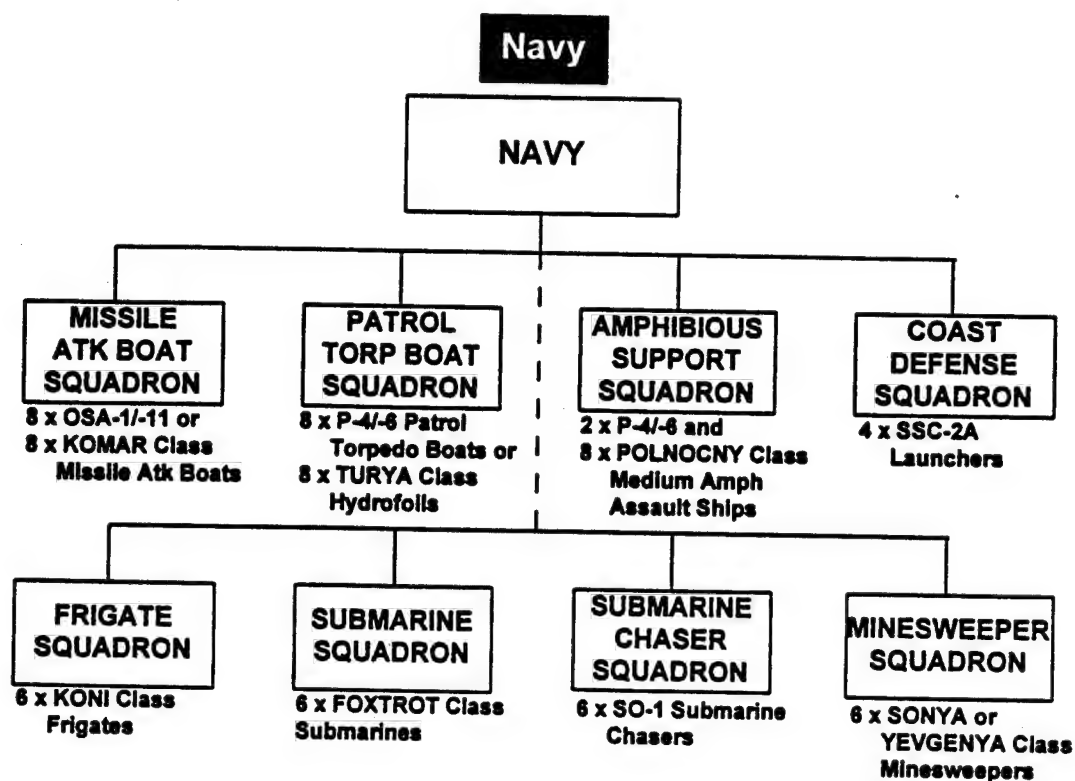 Navy
NAVY
MISSILE
ATK BOAT
SQUADRON
8 x OSA-1/-11 or
8 x KOMAR Class
Missile Atk Boats
PATROL
TORP BOAT
SQUADRON
8 x P-4/-6 Patrol
Torpedo Boats or
8 x TURYA Class
Hydrofoils
AMPHIBIOUS
SUPPORT
SQUADRON
2 x P-4/-6 and
8 x POLNOCNY Class
Medium Amph
Assault Ships
COAST
DEFENSE
SQUADRON
4 x SSC-2A
Launchers
FRIGATE
SQUADRON
6 x KONI Class
Frigates
SUBMARINE
SQUADRON
6 x FOXTROT Class
Submarines
SUBMARINE
CHASER
SQUADRON
6 x SO-1 Submarine
Chasers
MINESWEEPER
SQUADRON
6 x SONYA or
YEVGENYA Class
Minesweepers